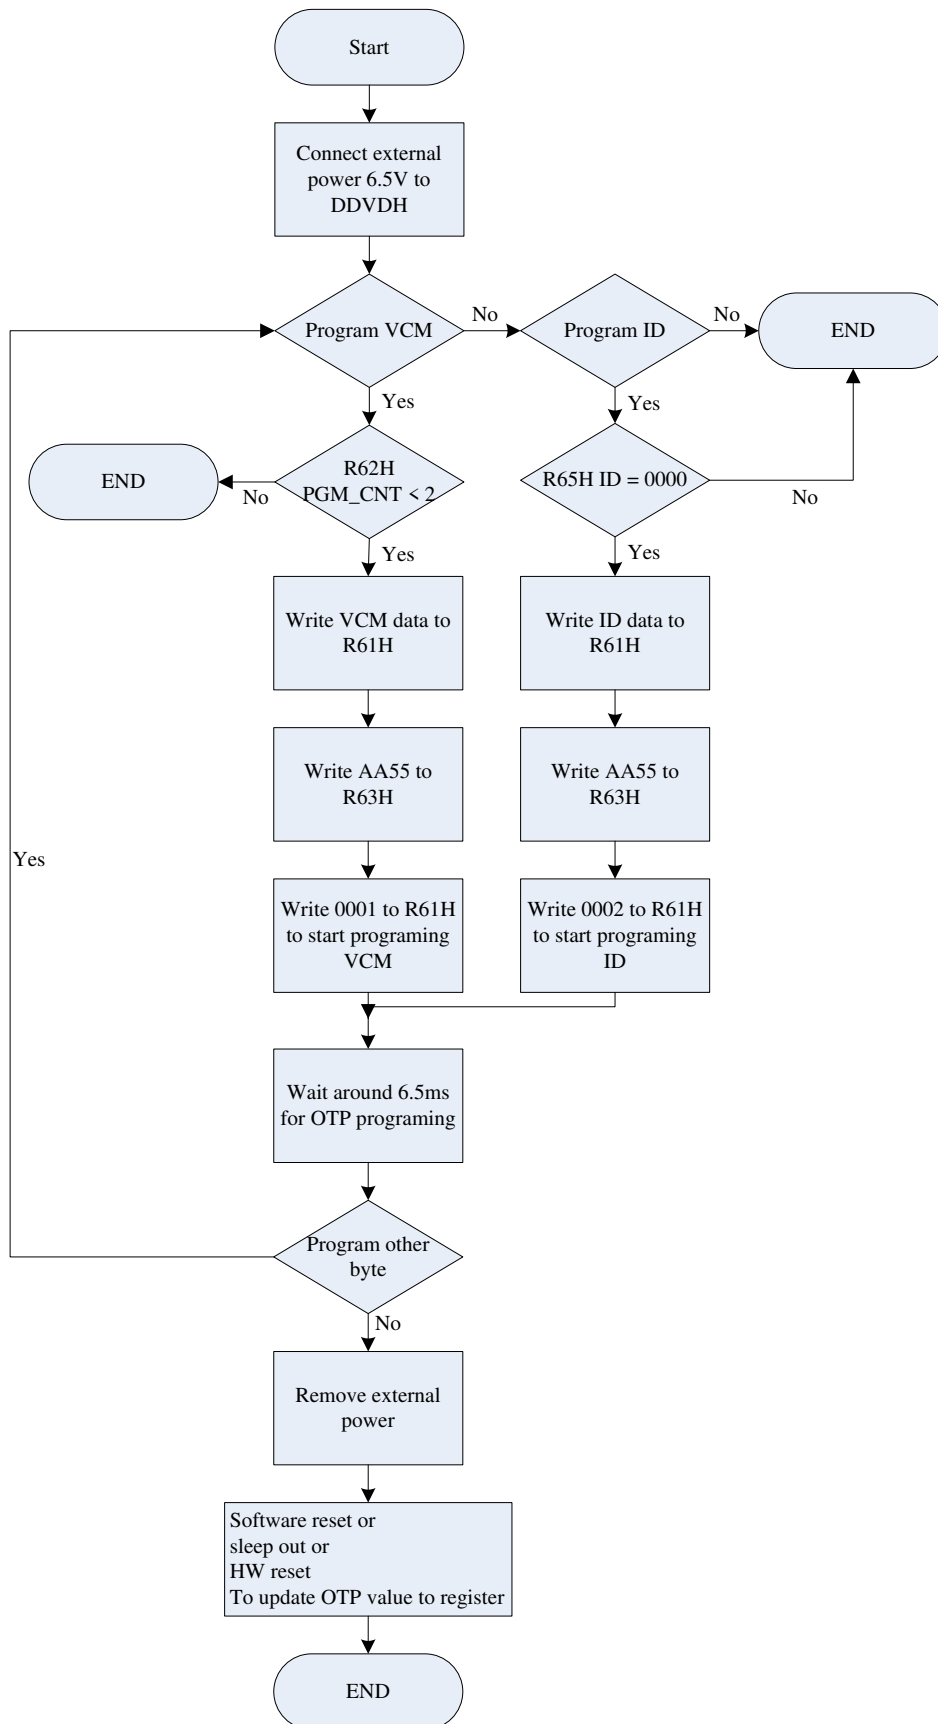 Start
Connect external
power 6.5V to
DDVDH
Program VCM
No
Program ID
No
END
Yes
Yes
END
No
R62H
PGM_CNT < 2
R65H ID = 0000
No
Yes
Yes
Write VCM data to
R61H
Write ID data to
R61H
Write AA55 to
R63H
Write AA55 to
R63H
Yes
Write 0001 to R61H
to start programing
VCM
Write 0002 to R61H
to start programing
ID
Wait around 6.5ms
for OTP programing
Program other
byte
No
Remove external
power
Software reset or
sleep out or
HW reset
To update OTP value to register
END